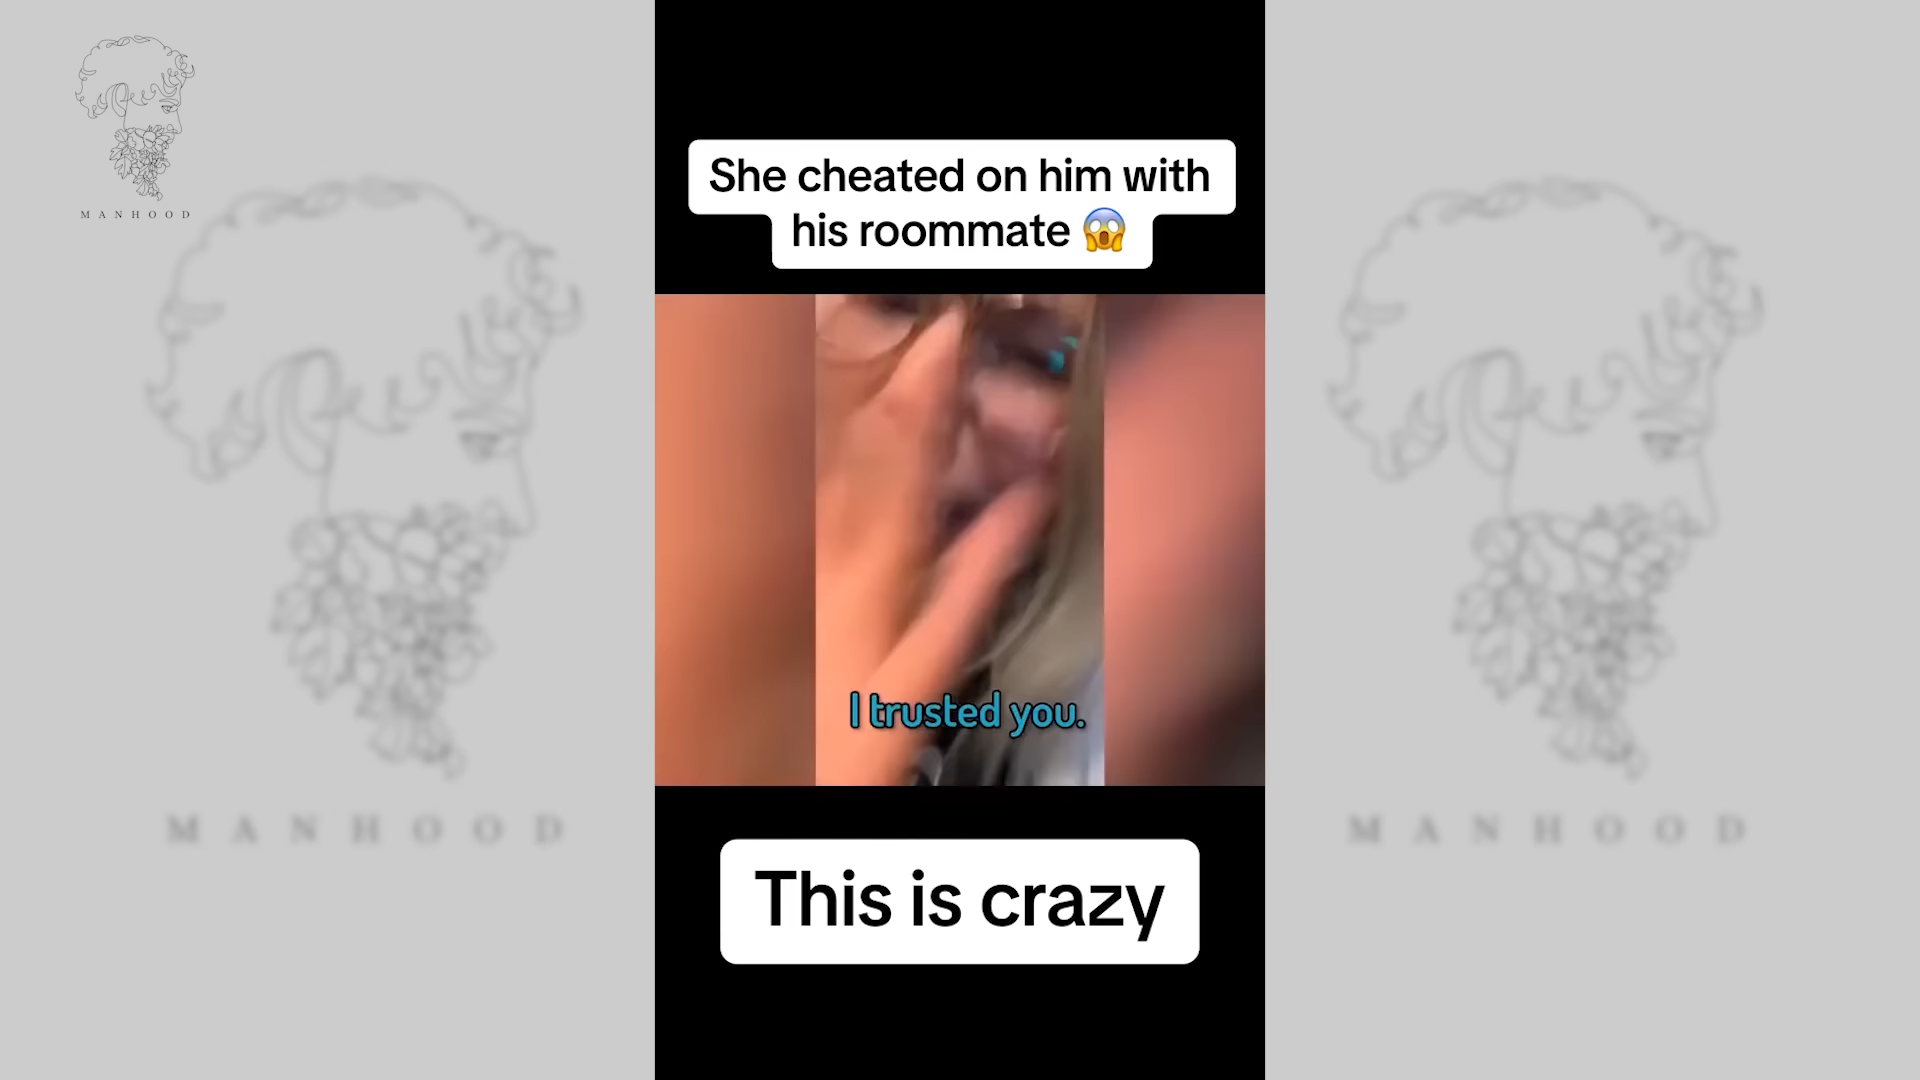 MANHOOD
She cheated on him with
his roommate 😱
I trusted you.
This is crazy
MANHOOD
MANHOOD